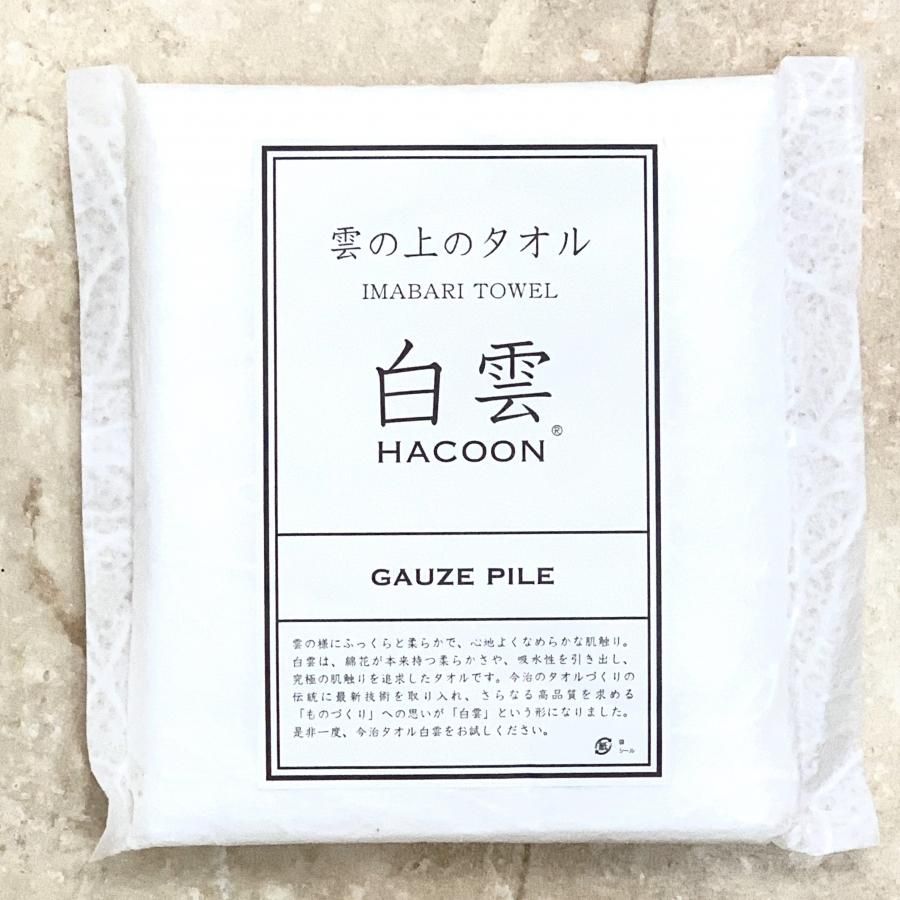 雲の上のタオル
IMABARI TOWEL
白雲
HACOON®
GAUZE PILE
雲の様にふっくらと柔らかで、心地よくなめらかな肌触り。
白雲は、綿花が本来持つ柔らかさや、吸水性を引き出し、
究極の肌触りを追求したタオルです。今治のタオルづくりの
伝統に最新技術を取り入れ、さらなる高品質を求める
「ものづくり」への思いが「白雲」という形になりました。
是非一度、今治タオル白雲をお試しください。
紙
袋
シール